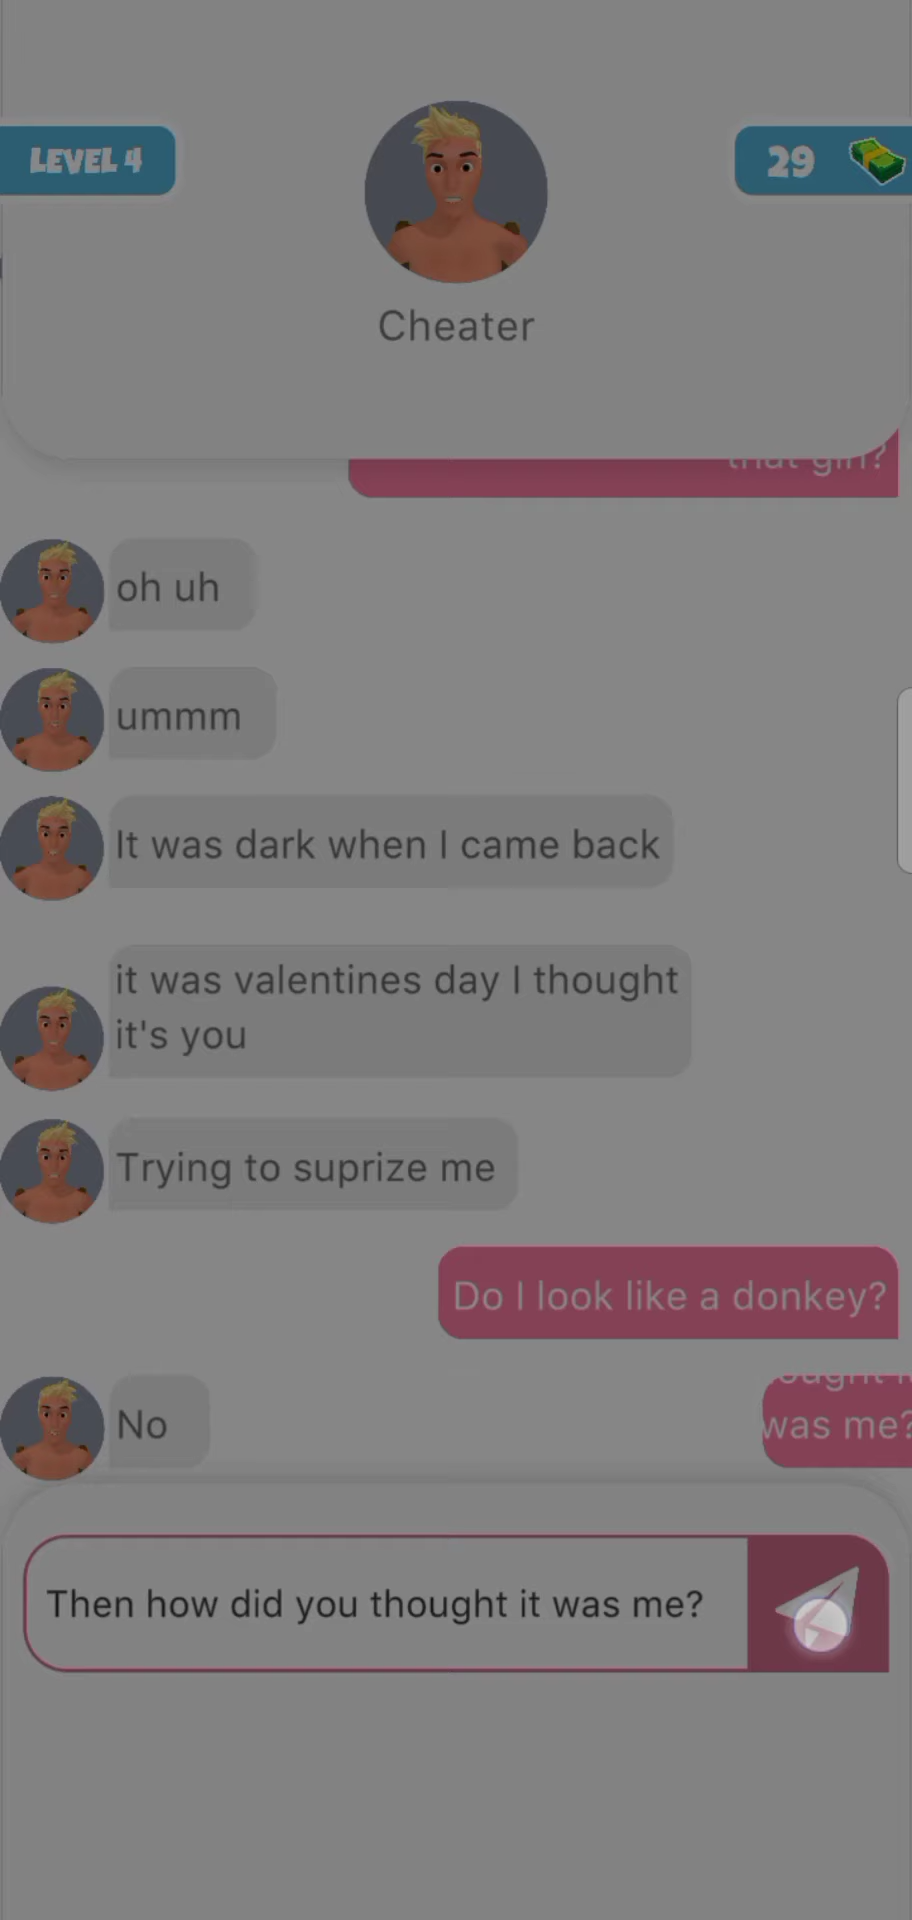 LEVEL 4
29
Cheater
that girl?
oh uh
ummm
It was dark when I came back
it was valentines day I thought
it's you
Trying to suprize me
Do I look like a donkey?
No
was me?
Then how did you thought it was me?